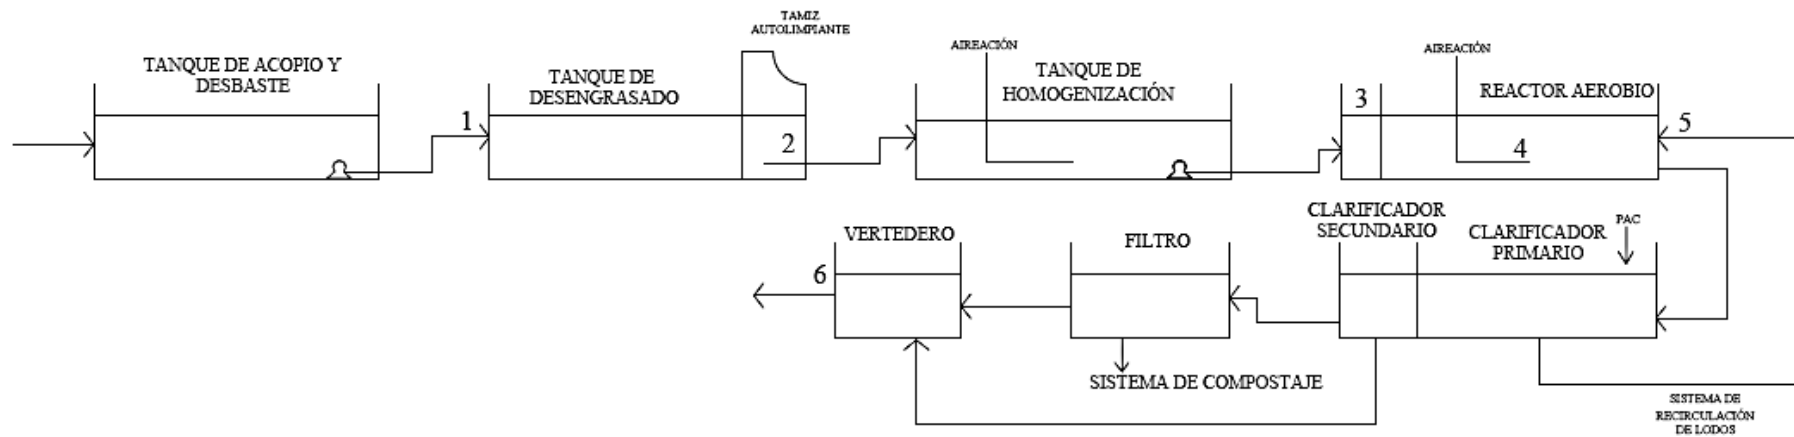 TAMIZ
AUTOLIMPIANTE
TANQUE DE ACOPIO Y
DESBASTE
TANQUE DE
DESENGRASADO
AIREACIÓN
TANQUE DE
HOMOGENIZACIÓN
AIREACIÓN
REACTOR AEROBIO
1
2
3
4
5
VERTEDERO
FILTRO
CLARIFICADOR
SECUNDARIO
CLARIFICADOR
PRIMARIO
PAC
6
SISTEMA DE COMPOSTAJE
SISTEMA DE
RECIRCULACIÓN
DE LODOS